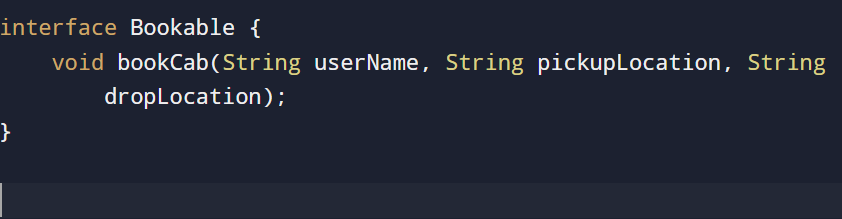 interface Bookable {
    void bookCab(String userName, String pickupLocation, String
        dropLocation);
}